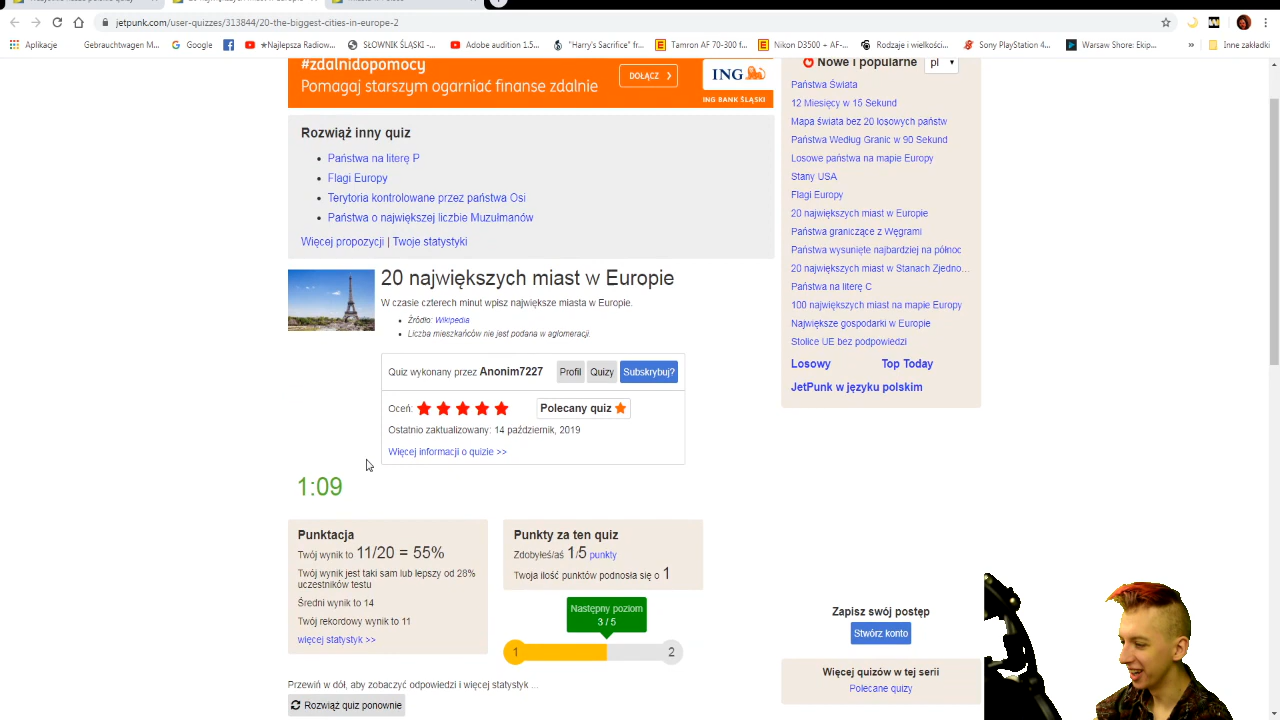 jetpunk.com/user-quizzes/313844/20-the-biggest-cities-in-europe-2
Aplikacje
Gebrauchtwagen M...
Google
★Najlepsza Radiow...
SŁOWNIK ŚLĄSKI -...
Adobe audition 1.5...
"Harry's Sacrifice" f...
Tamron AF 70-300 f...
Nikon D3500 + AF-...
Rodzaje i wielkości...
Sony PlayStation 4...
Warsaw Shore: Ekip...
»
Inne zakładki
#zdalnidopomocy
Pomagaj starszym ogarniać finanse zdalnie
DOŁĄCZ
ING
ING BANK ŚLĄSKI
Rozwiąż inny quiz
Państwa na literę P
Flagi Europy
Terytoria kontrolowane przez państwa Osi
Państwa o największej liczbie Muzułmanów
Więcej propozycji | Twoje statystyki
20 największych miast w Europie
W czasie czterech minut wpisz największe miasta w Europie.
Źródło: Wikipedia
Liczba mieszkańców nie jest podana w aglomeracji.
Quiz wykonany przez Anonim7227
Profil
Quizy
Subskrybuj?
Oceń:
Polecany quiz
Ostatnio zaktualizowany: 14 październik, 2019
Więcej informacji o quizie >>
1:09
Punktacja
Twój wynik to 11/20 = 55%
Twój wynik jest taki sam lub lepszy od 28%
uczestników testu
Średni wynik to 14
Twój rekordowy wynik to 11
więcej statystyk >>
Punkty za ten quiz
Zdobyłeś/aś 1/5 punkty
Twoja ilość punktów podnosła się o 1
Następny poziom
3 / 5
1
2
Przewiń w dół, aby zobaczyć odpowiedzi i więcej statystyk ...
Rozwiąż quiz ponownie
Nowe i popularne
pl
Państwa Świata
12 Miesięcy w 15 Sekund
Mapa świata bez 20 losowych państw
Państwa Według Granic w 90 Sekund
Losowe państwa na mapie Europy
Stany USA
Flagi Europy
20 największych miast w Europie
Państwa graniczące z Węgrami
Państwa wysunięte najbardziej na północ
20 największych miast w Stanach Zjedno...
Państwa na literę C
100 największych miast na mapie Europy
Największe gospodarki w Europie
Stolice UE bez podpowiedzi
Losowy
Top Today
JetPunk w języku polskim
Zapisz swój postęp
Stwórz konto
Więcej quizów w tej serii
Polecane quizy